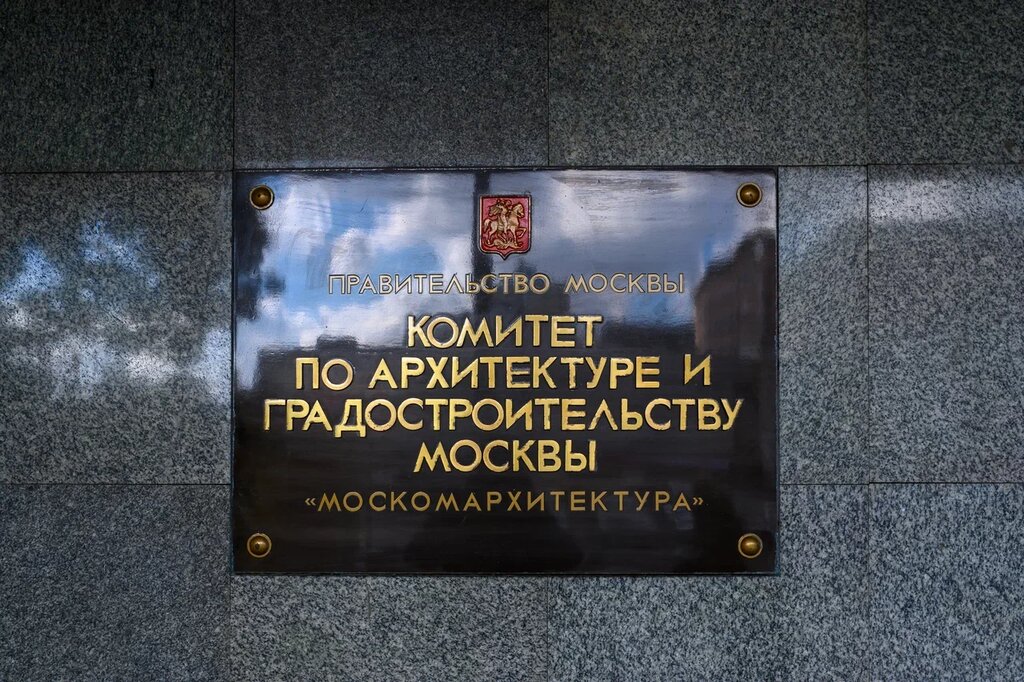 ПРАВИТЕЛЬСТВО МОСКВЫ
КОМИТЕТ
ПО АРХИТЕКТУРЕ И
ГРАДОСТРОИТЕЛЬСТВУ
МОСКВЫ
«МОСКОМАРХИТЕКТУРА»